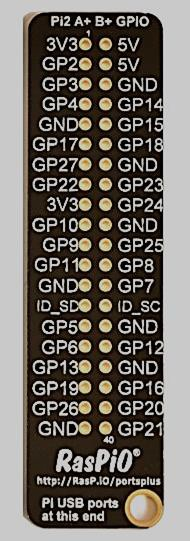 Pi2 A+ B+ GPIO
1
3V3 5V
GP2 5V
GP3 GND
GP4 GP14
GND GP15
GP17 GP18
GP27 GND
GP22 GP23
3V3 GP24
GP10 GND
GP9 GP25
GP11 GP8
GND GP7
ID_SD ID_SC
GP5 GND
GP6 GP12
GP13 GND
GP19 GP16
GP26 GP20
GND GP21
40
RasPiO®
http://RasP.iO/portsplus
Pi USB ports
at this end